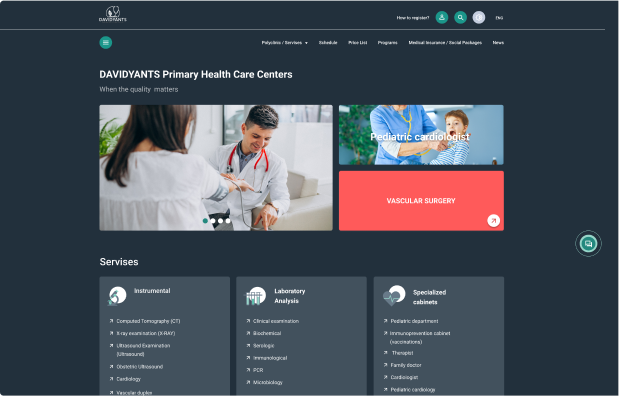 DAVIDYANTS
How to register?
ENG
Polyclinic / Servises
Schedule
Price List
Programs
Medical Insurance / Social Packages
News
DAVIDYANTS Primary Health Care Centers
When the quality matters
Pediatric cardiologist
VASCULAR SURGERY
Servises
Instrumental
Computed Tomography (CT)
X-ray examination (X-RAY)
Ultrasound Examination
(Ultrasound)
Obstetric Ultrasound
Cardiology
Vascular duplex
Laboratory
Analysis
Clinical examination
Biochemical
Serologic
Immunological
PCR
Microbiology
Specialized
cabinets
Pediatric department
Immunoprevention cabinet
(vaccinations)
Therapist
Family doctor
Cardiologist
Pediatric cardiology